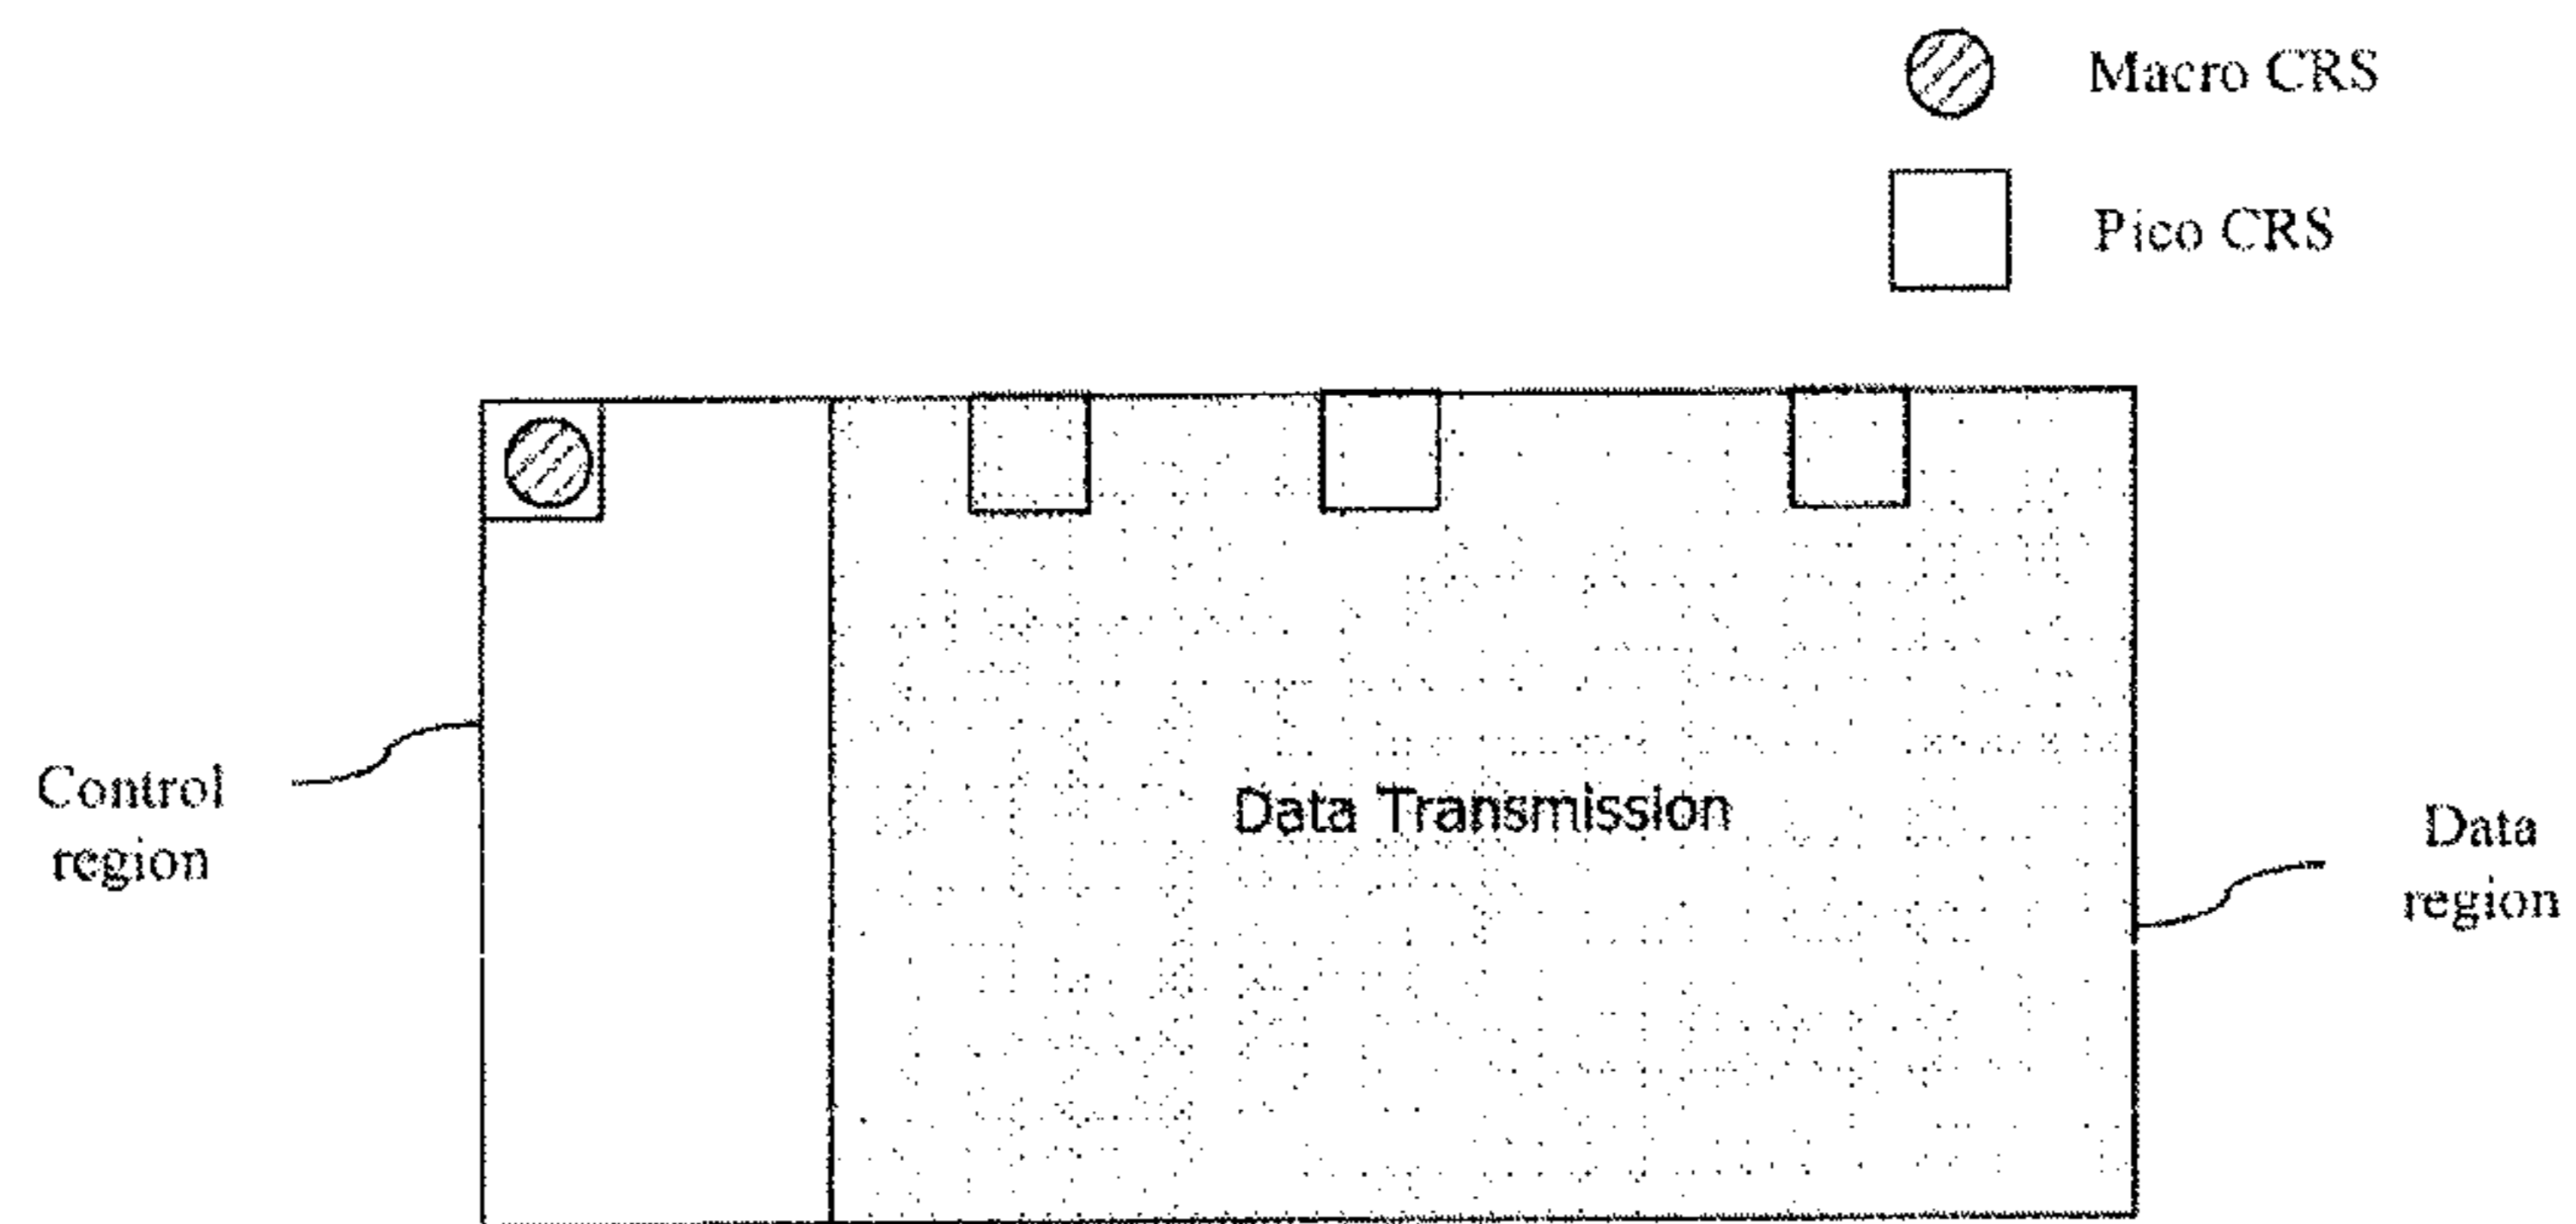 Macro CRS
Pico CRS
Control
region
Data Transmission
Data
region